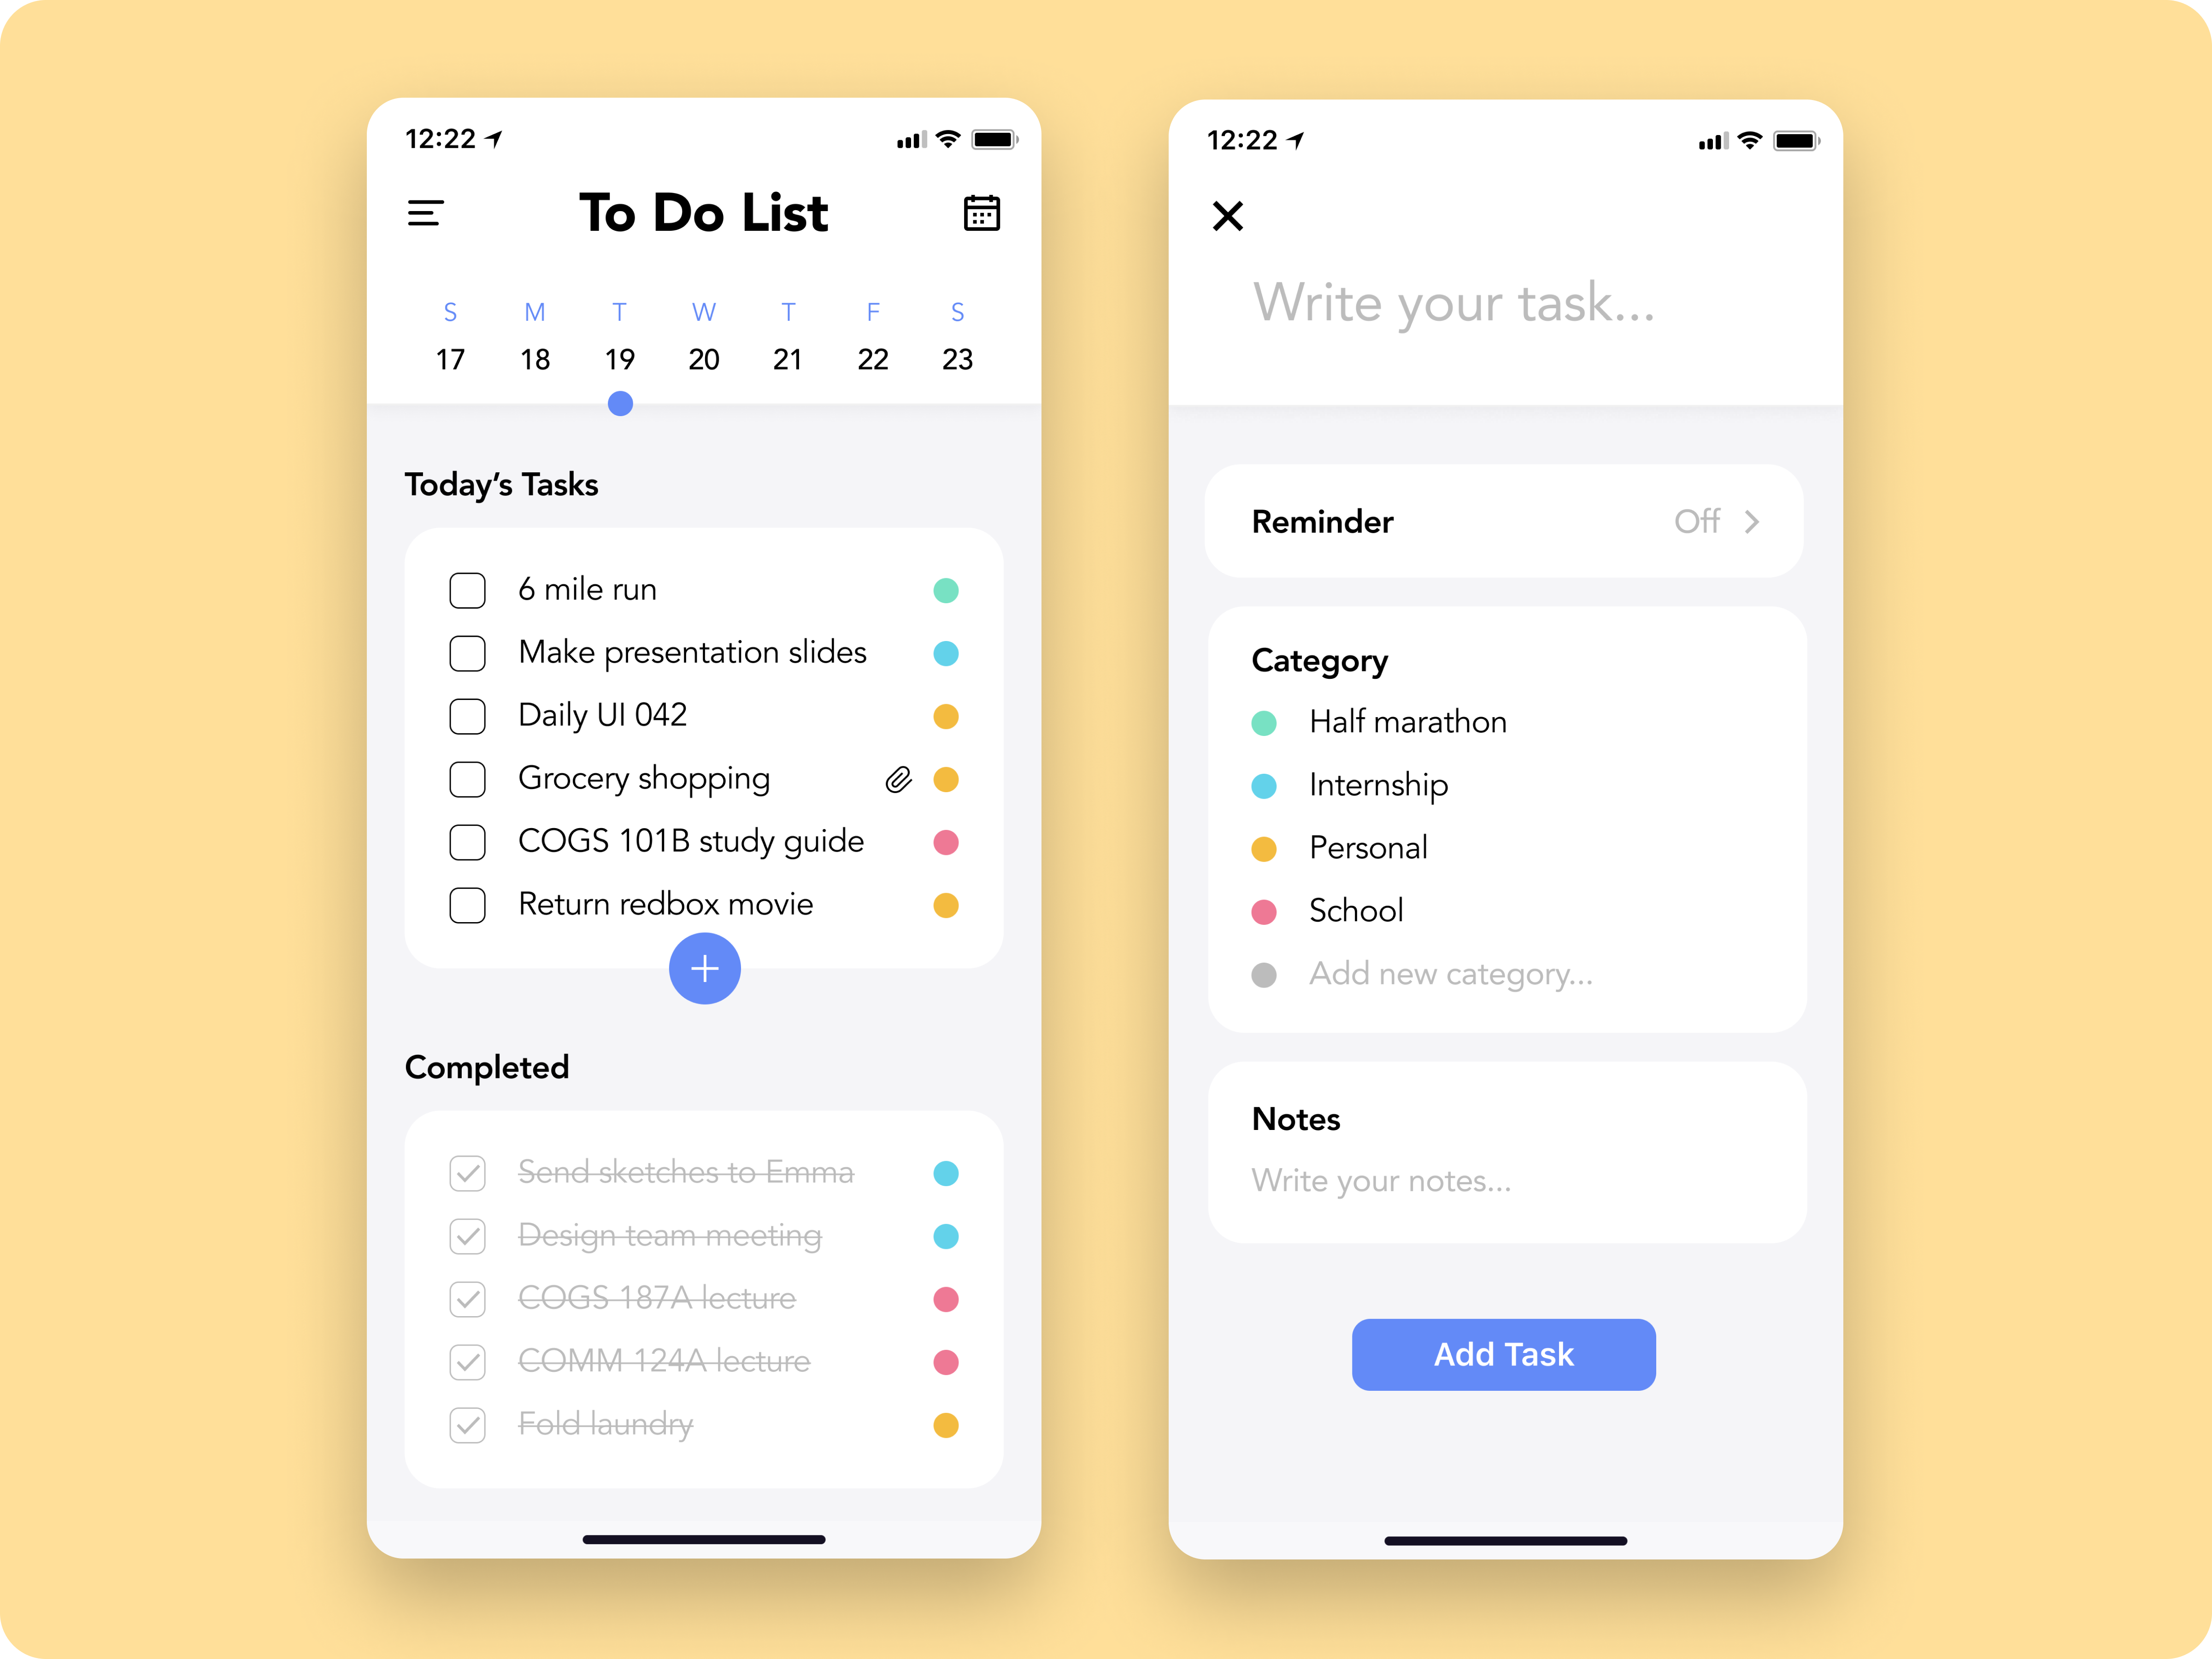 12:22
To Do List
S M T W T F S
17 18 19 20 21 22 23
Today’s Tasks
6 mile run
Make presentation slides
Daily UI 042
Grocery shopping
COGS 101B study guide
Return redbox movie
+
Completed
Send sketches to Emma
Design team meeting
COGS 187A lecture
COMM 124A lecture
Fold laundry
12:22
Write your task...
Reminder Off
Category
Half marathon
Internship
Personal
School
Add new category...
Notes
Write your notes...
Add Task